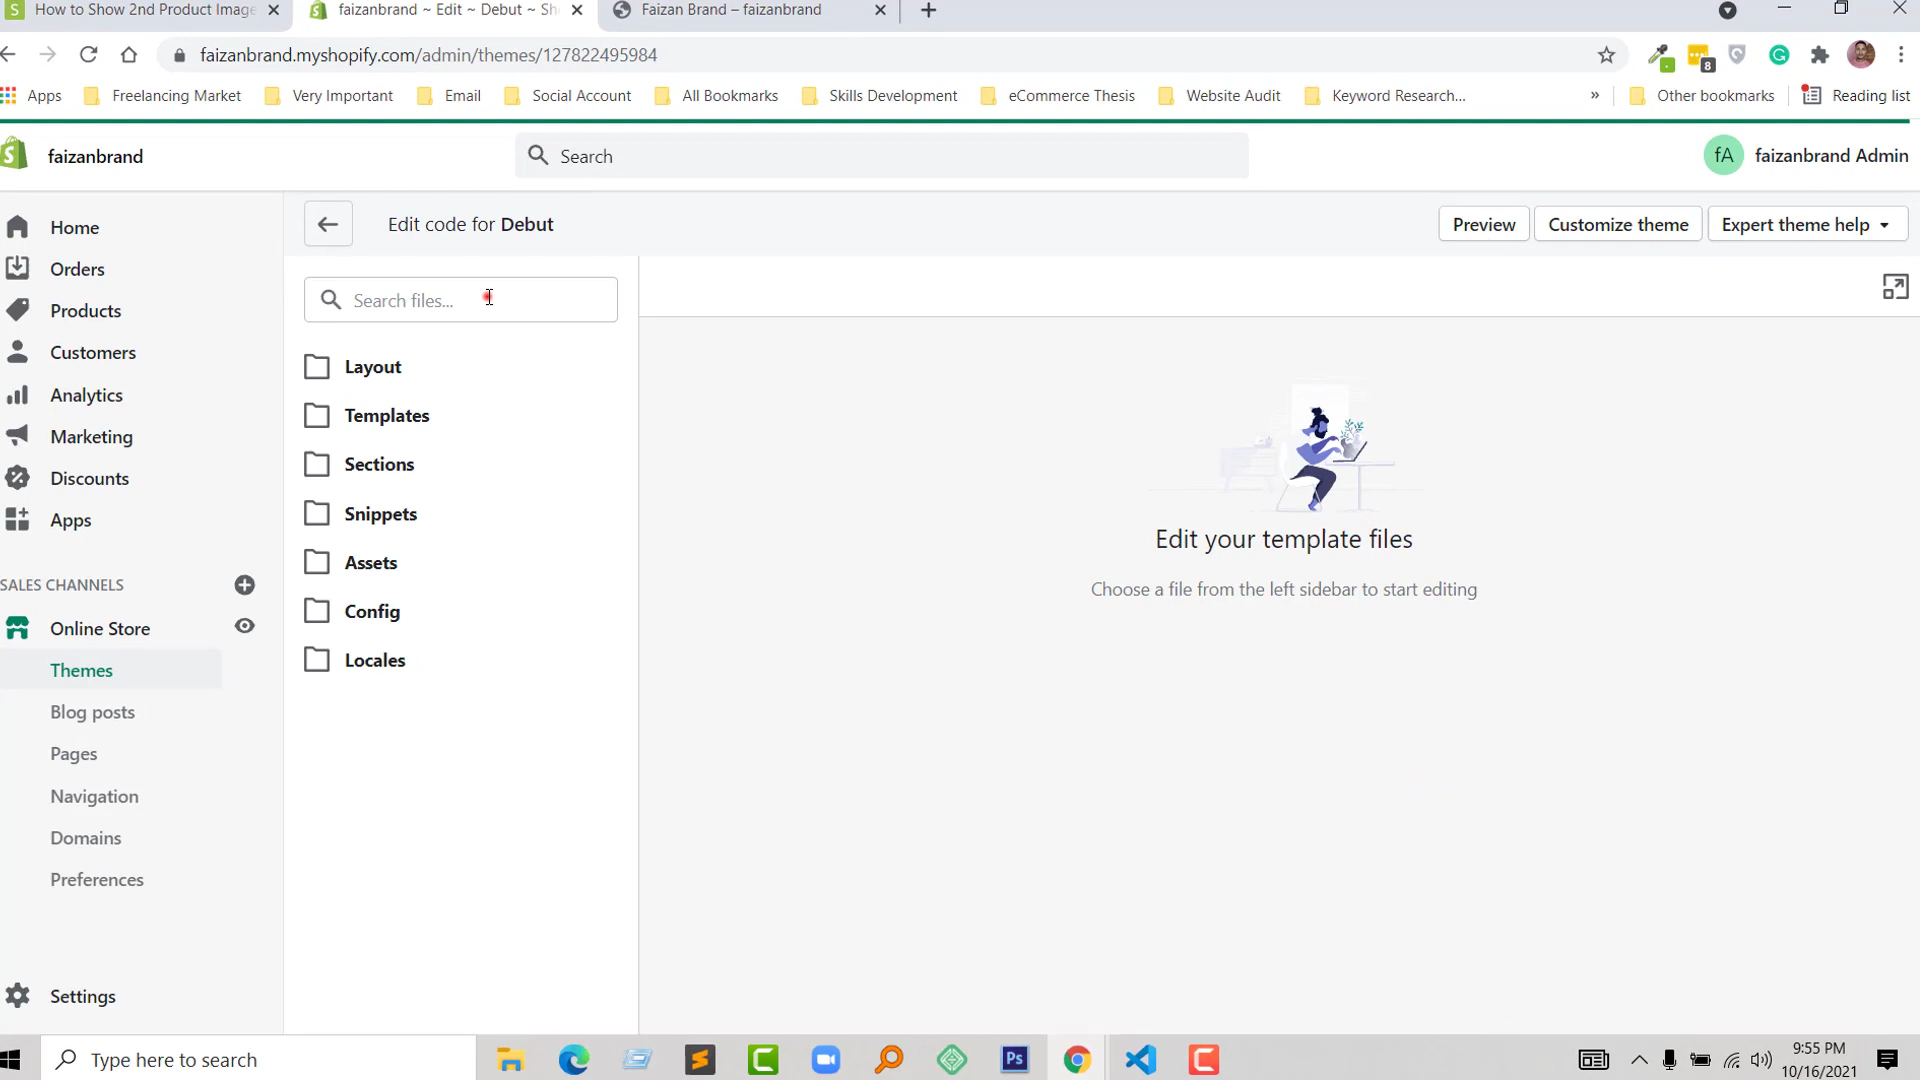 How to Show 2nd Product Image
faizanbrand ~ Edit ~ Debut ~ Sh
Faizan Brand – faizanbrand
faizanbrand.myshopify.com/admin/themes/127822495984
8
Apps
Freelancing Market
Very Important
Email
Social Account
All Bookmarks
Skills Development
eCommerce Thesis
Website Audit
Keyword Research...
»
Other bookmarks
Reading list
faizanbrand
Search
fA
faizanbrand Admin
Home
Orders
Products
Customers
Analytics
Marketing
Discounts
Apps
SALES CHANNELS
Online Store
Themes
Blog posts
Pages
Navigation
Domains
Preferences
Settings
Edit code for Debut
Preview
Customize theme
Expert theme help
Search files...
Layout
Templates
Sections
Snippets
Assets
Config
Locales
Edit your template files
Choose a file from the left sidebar to start editing
Type here to search
Ps
9:55 PM
10/16/2021